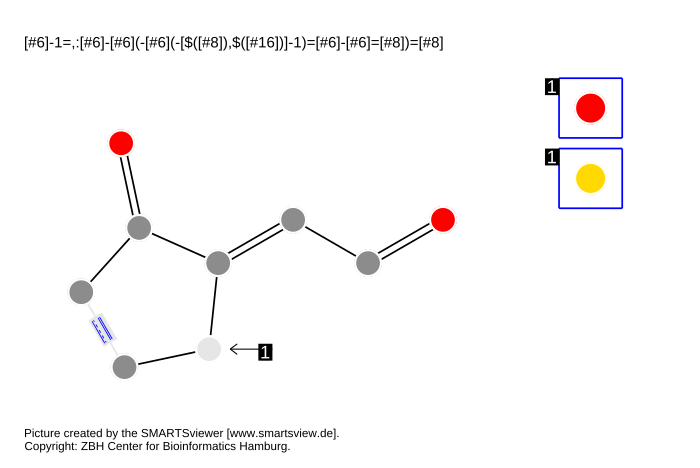 [#6]-1=,:[#6]-[#6](-[#6](-[$([#8]),$([#16])]-1)=[#6]-[#6]=[#8])=[#8]
1
1
1
Picture created by the SMARTSviewer [www.smartsview.de].
Copyright: ZBH Center for Bioinformatics Hamburg.